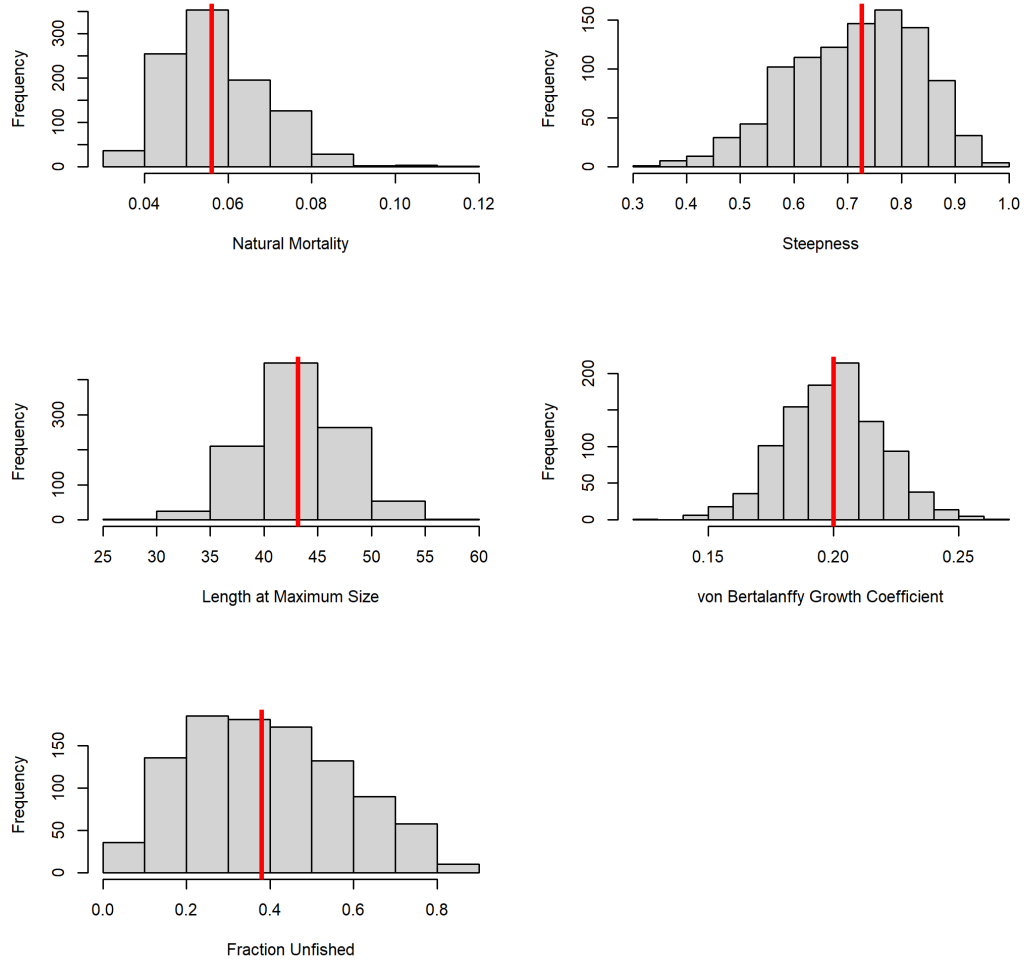 Frequency
0 100 200 300
0.04 0.06 0.08 0.10 0.12
Natural Mortality
Frequency
0 50 100 150
0.3 0.4 0.5 0.6 0.7 0.8 0.9 1.0
Steepness
Frequency
0 100 300
25 30 35 40 45 50 55 60
Length at Maximum Size
Frequency
0 50 100 200
0.15 0.20 0.25
von Bertalanffy Growth Coefficient
Frequency
0 50 100 150
0.0 0.2 0.4 0.6 0.8
Fraction Unfished